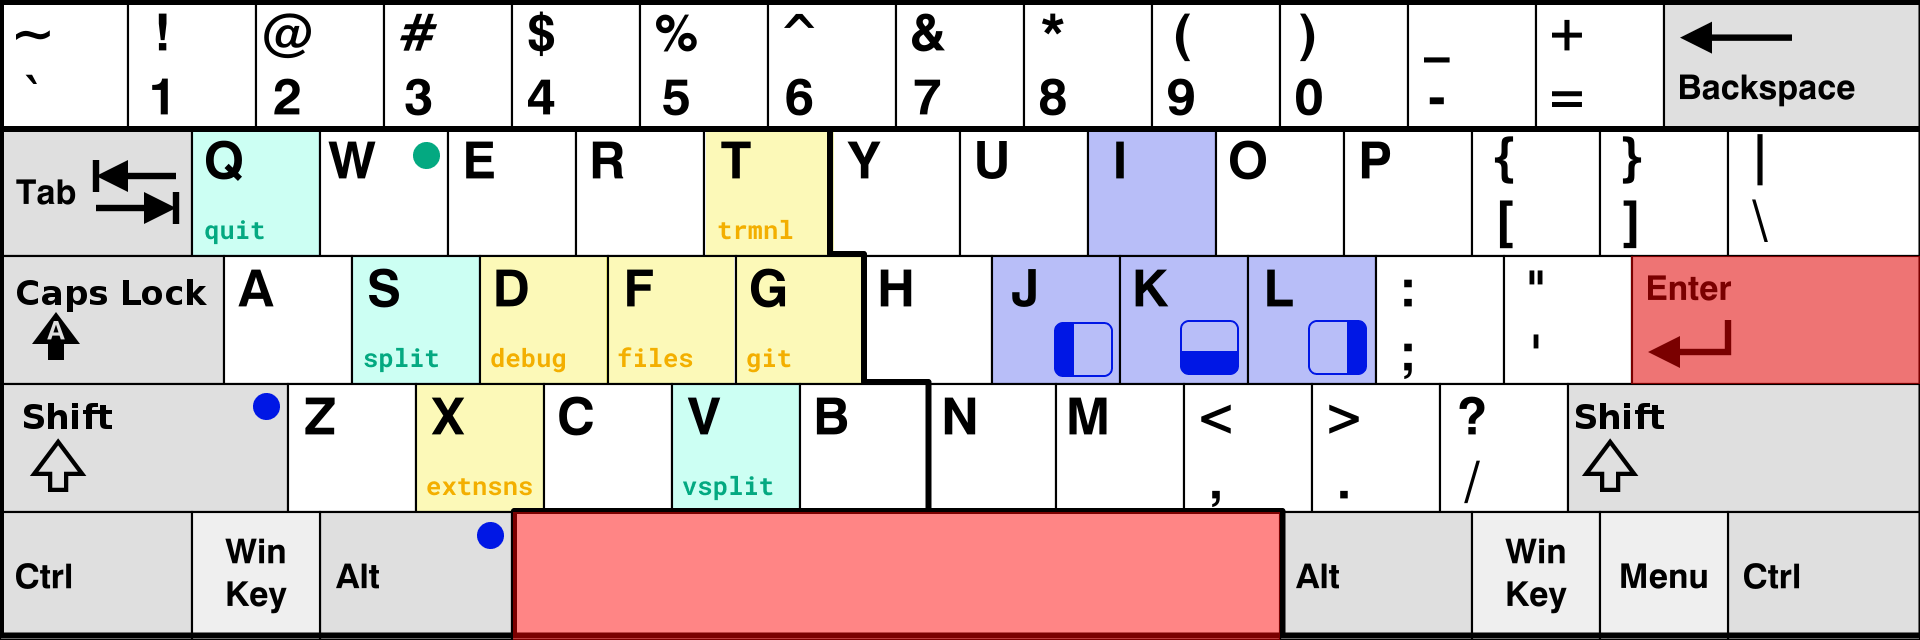 ~ ! @ # $ % ^ & * ( ) _ +
` 1 2 3 4 5 6 7 8 9 0 - = Backspace
Tab Q W E R T Y U I O P { } |
[ ] \
quit trmnl
Caps Lock A S D F G H J K L : " Enter
A ; '
split debug files git
Shift Z X C V B N M < > ? Shift
, . /
extnsns vsplit
Ctrl Win Key Alt Alt Win Key Menu Ctrl